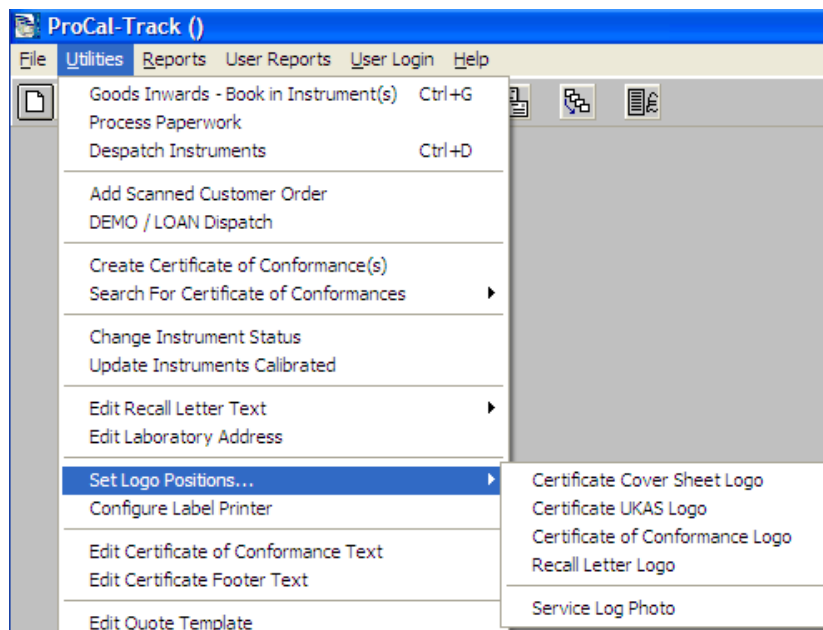 ProCal-Track ()
File Utilities Reports User Reports User Login Help
Goods Inwards - Book in Instrument(s) Ctrl+G
Process Paperwork
Despatch Instruments Ctrl+D
Add Scanned Customer Order
DEMO / LOAN Dispatch
Create Certificate of Conformance(s)
Search For Certificate of Conformances
Change Instrument Status
Update Instruments Calibrated
Edit Recall Letter Text
Edit Laboratory Address
Set Logo Positions...
Configure Label Printer
Edit Certificate of Conformance Text
Edit Certificate Footer Text
Edit Quote Template
Certificate Cover Sheet Logo
Certificate UKAS Logo
Certificate of Conformance Logo
Recall Letter Logo
Service Log Photo